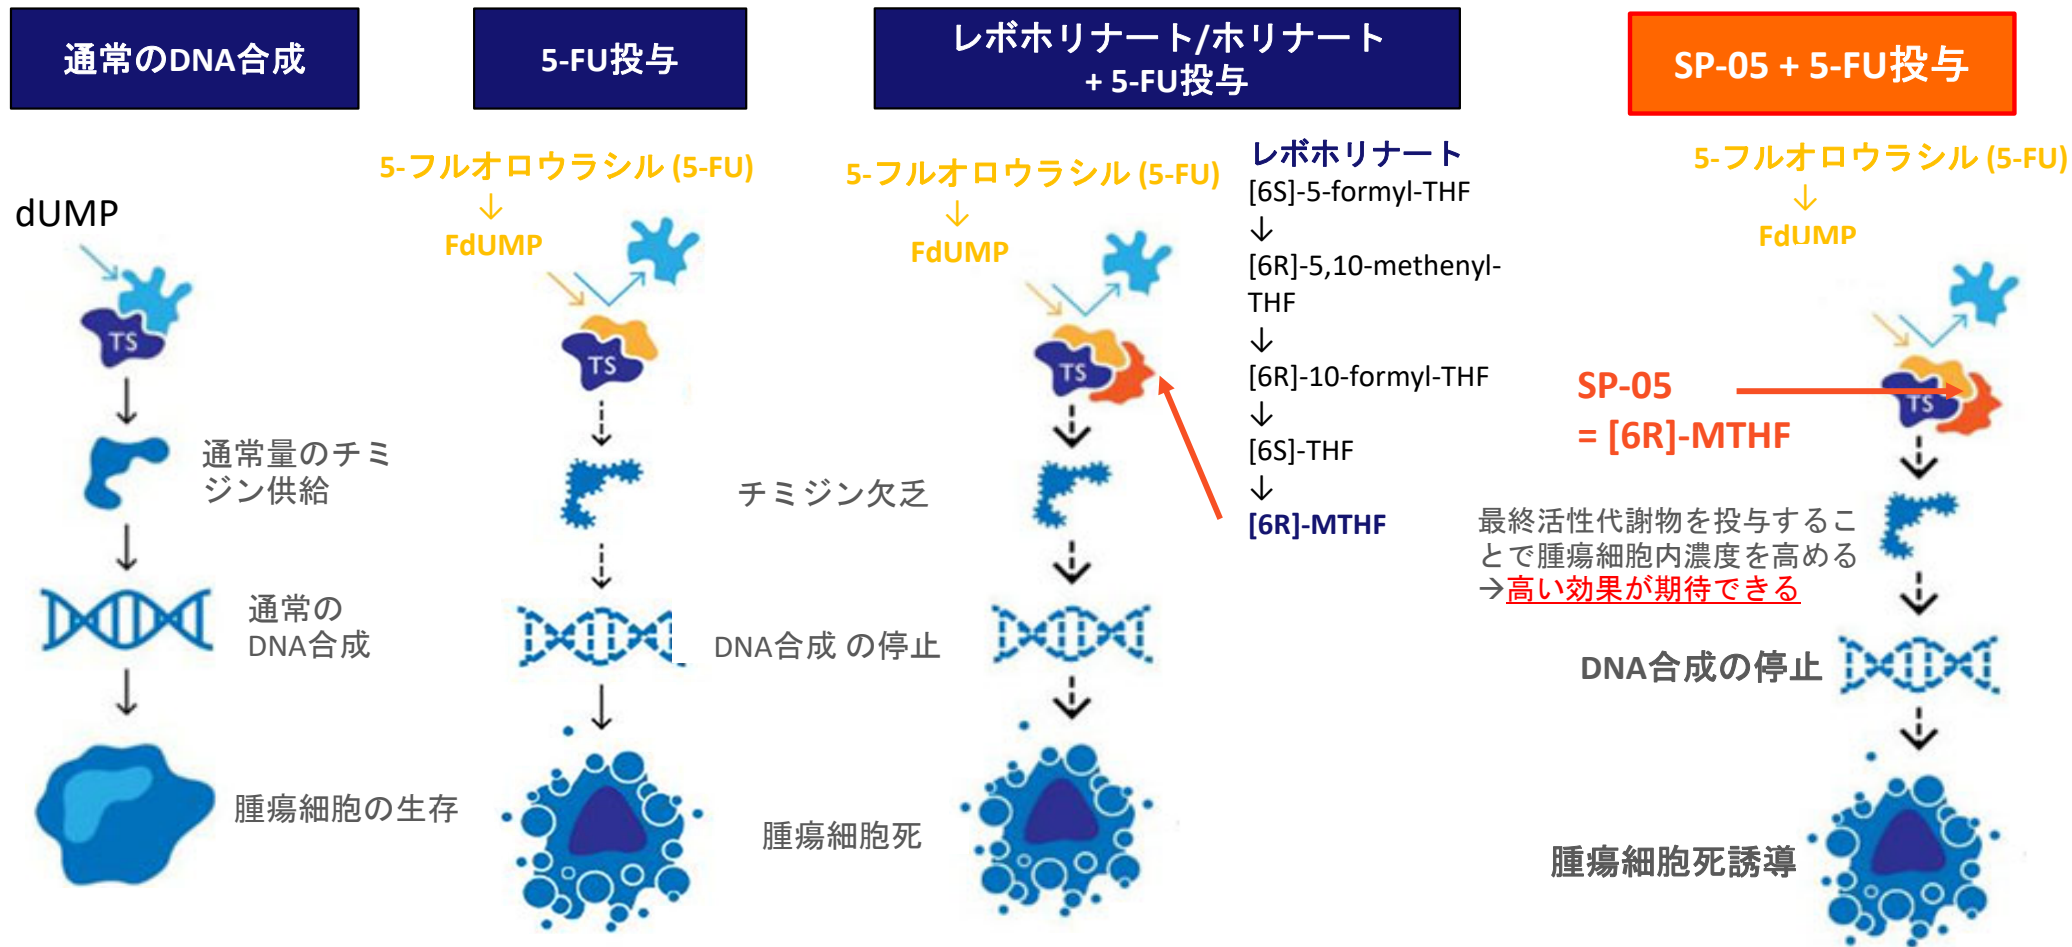 通常のDNA合成
dUMP
TS
通常量のチミ
ジン供給
通常の
DNA合成
腫瘍細胞の生存
5-FU投与
5-フルオロウラシル (5-FU)
↓
FdUMP
TS
チミジン欠乏
DNA合成 の停止
腫瘍細胞死
レボホリナート/ホリナート
+ 5-FU投与
5-フルオロウラシル (5-FU)
↓
FdUMP
TS
レボホリナート
[6S]-5-formyl-THF
↓
[6R]-5,10-methenyl-
THF
↓
[6R]-10-formyl-THF
↓
[6S]-THF
↓
[6R]-MTHF
SP-05 + 5-FU投与
5-フルオロウラシル (5-FU)
↓
FdUMP
TS
SP-05
= [6R]-MTHF
最終活性代謝物を投与するこ
とで腫瘍細胞内濃度を高める
→高い効果が期待できる
DNA合成の停止
腫瘍細胞死誘導